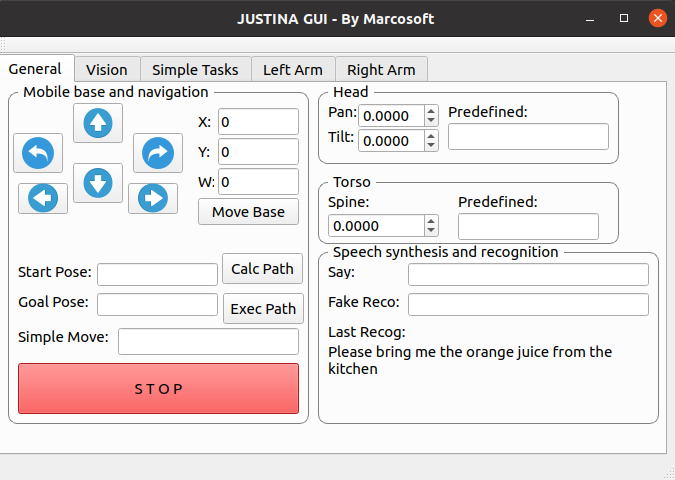 JUSTINA GUI - By Marcosoft
General Vision Simple Tasks Left Arm Right Arm
Mobile base and navigation
X: 0
Y: 0
W: 0
Move Base
Start Pose: Calc Path
Goal Pose: Exec Path
Simple Move:
S T O P
Head
Pan: 0.0000 Predefined:
Tilt: 0.0000
Torso
Spine: Predefined:
0.0000
Speech synthesis and recognition
Say:
Fake Reco:
Last Recog:
Please bring me the orange juice from the
kitchen